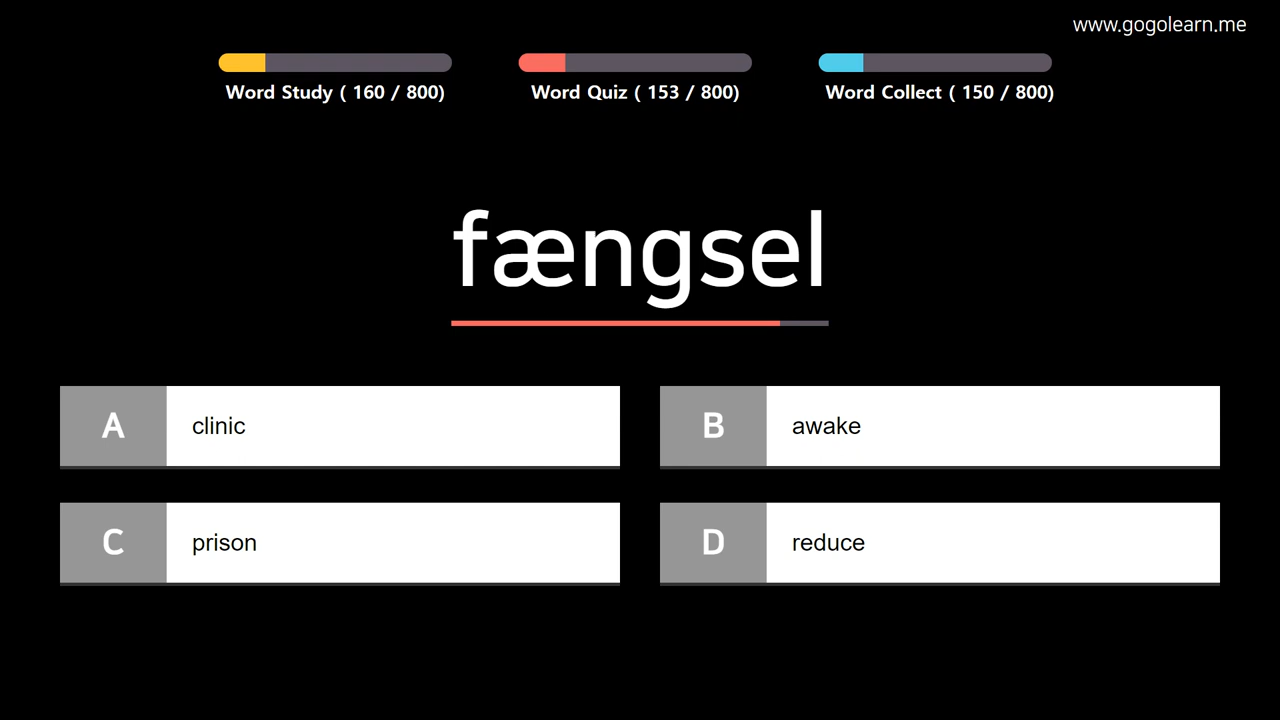 www.gogolearn.me
Word Study ( 160 / 800)
Word Quiz ( 153 / 800)
Word Collect ( 150 / 800)
fængsel
A
clinic
B
awake
C
prison
D
reduce